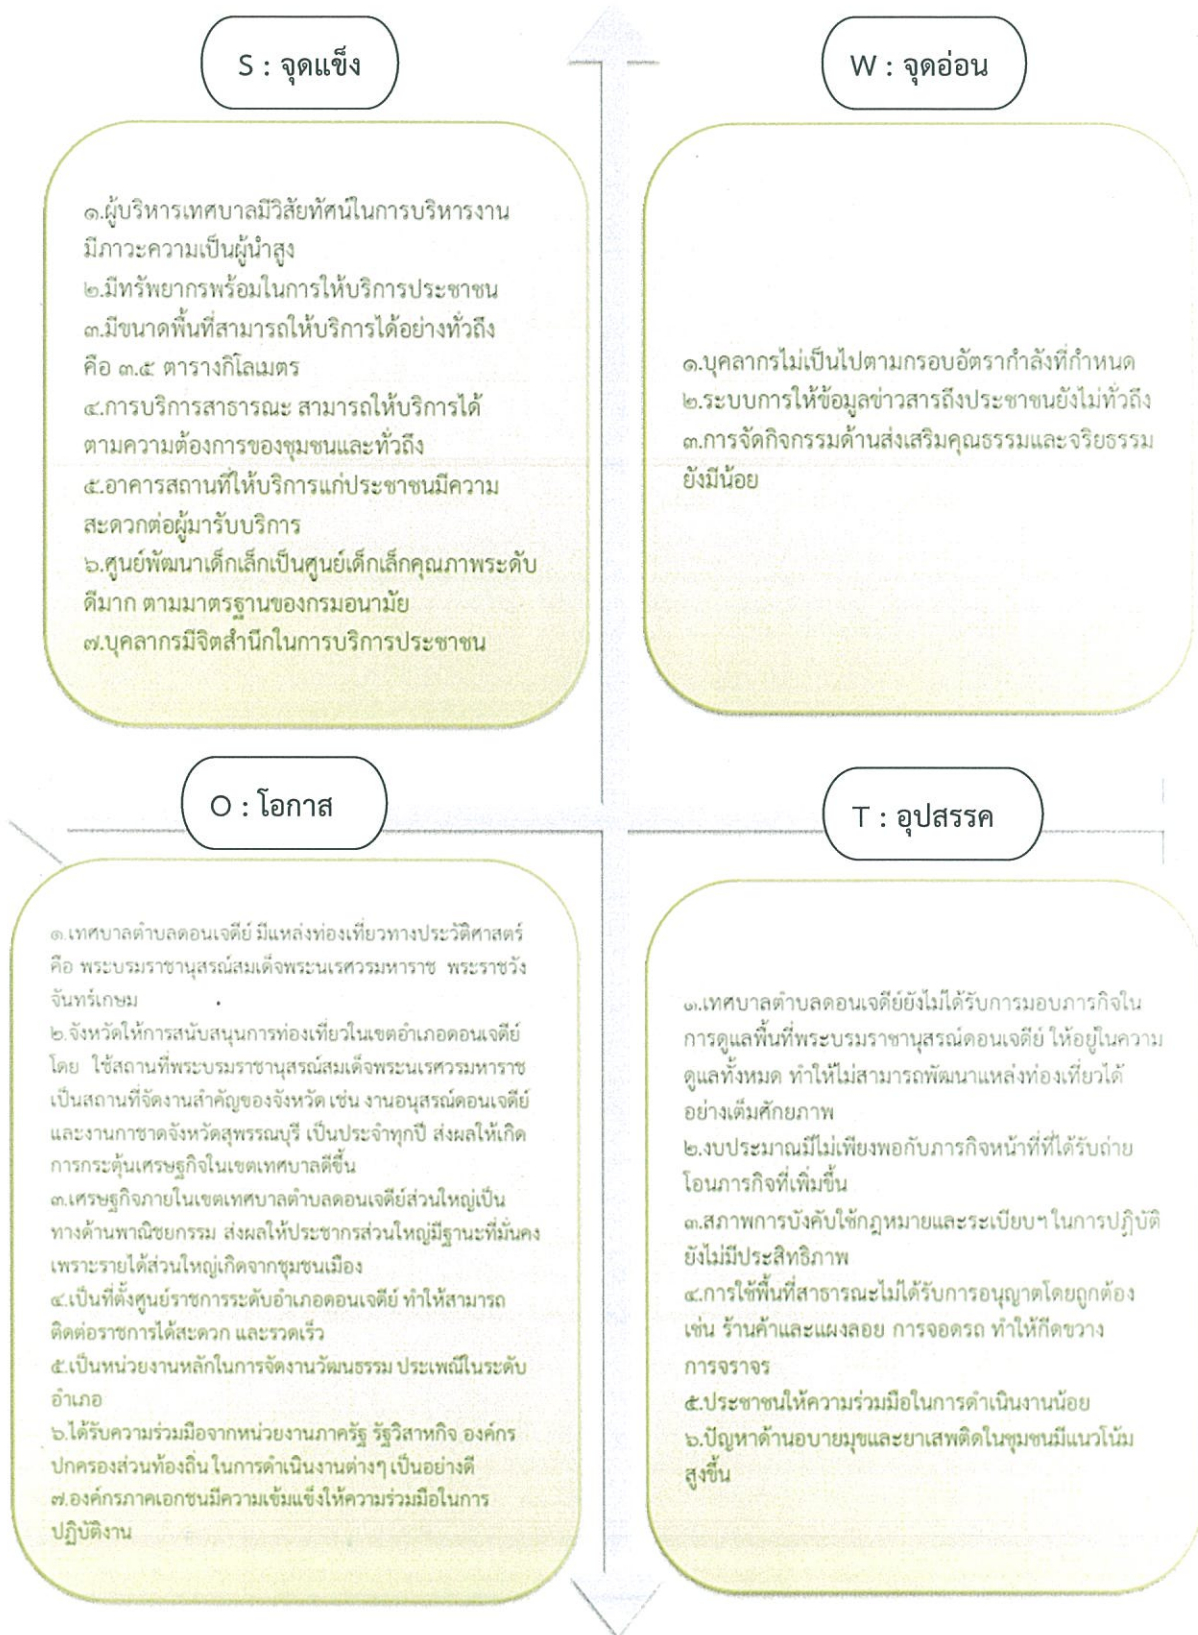 S : จุดแข็ง
๑.ผู้บริหารเทศบาลมีวิสัยทัศน์ในการบริหารงาน
มีภาวะความเป็นผู้นำสูง
๒.มีทรัพยากรพร้อมในการให้บริการประชาชน
๓.มีขนาดพื้นที่สามารถให้บริการได้อย่างทั่วถึง
คือ ๓.๕ ตารางกิโลเมตร
๔.การบริการสาธารณะ สามารถให้บริการได้
ตามความต้องการของชุมชนและทั่วถึง
๕.อาคารสถานที่ให้บริการแก่ประชาชนมีความ
สะดวกต่อผู้มารับบริการ
๖.ศูนย์พัฒนาเด็กเล็กเป็นศูนย์เด็กเล็กคุณภาพระดับ
ดีมาก ตามมาตรฐานของกรมอนามัย
๗.บุคลากรมีจิตสำนึกในการบริการประชาชน
W : จุดอ่อน
๑.บุคลากรไม่เป็นไปตามกรอบอัตรากำลังที่กำหนด
๒.ระบบการให้ข้อมูลข่าวสารถึงประชาชนยังไม่ทั่วถึง
๓.การจัดกิจกรรมด้านส่งเสริมคุณธรรมและจริยธรรม
ยังมีน้อย
O : โอกาส
๑.เทศบาลตำบลดอนเจดีย์ มีแหล่งท่องเที่ยวทางประวัติศาสตร์
คือ พระบรมราชานุสรณ์สมเด็จพระนเรศวรมหาราช พระราชวัง
จันทร์เกษม
๒.จังหวัดให้การสนับสนุนการท่องเที่ยวในเขตอำเภอดอนเจดีย์
โดย ใช้สถานที่พระบรมราชานุสรณ์สมเด็จพระนเรศวรมหาราช
เป็นสถานที่จัดงานสำคัญของจังหวัด เช่น งานอนุสรณ์ดอนเจดีย์
และงานกาชาดจังหวัดสุพรรณบุรี เป็นประจำทุกปี ส่งผลให้เกิด
การกระตุ้นเศรษฐกิจในเขตเทศบาลดีขึ้น
๓.เศรษฐกิจภายในเขตเทศบาลตำบลดอนเจดีย์ส่วนใหญ่เป็น
ทางด้านพาณิชยกรรม ส่งผลให้ประชากรส่วนใหญ่มีฐานะที่มั่นคง
เพราะรายได้ส่วนใหญ่เกิดจากชุมชนเมือง
๔.เป็นที่ตั้งศูนย์ราชการระดับอำเภอดอนเจดีย์ ทำให้สามารถ
ติดต่อราชการได้สะดวก และรวดเร็ว
๕.เป็นหน่วยงานหลักในการจัดงานวัฒนธรรม ประเพณีในระดับ
อำเภอ
๖.ได้รับความร่วมมือจากหน่วยงานภาครัฐ รัฐวิสาหกิจ องค์กร
ปกครองส่วนท้องถิ่น ในการดำเนินงานต่างๆ เป็นอย่างดี
๗.องค์กรภาคเอกชนมีความเข้มแข็งให้ความร่วมมือในการ
ปฏิบัติงาน
T : อุปสรรค
๑.เทศบาลตำบลดอนเจดีย์ยังไม่ได้รับการมอบภารกิจใน
การดูแลพื้นที่พระบรมราชานุสรณ์ดอนเจดีย์ ให้อยู่ในความ
ดูแลทั้งหมด ทำให้ไม่สามารถพัฒนาแหล่งท่องเที่ยวได้
อย่างเต็มศักยภาพ
๒.งบประมาณมีไม่เพียงพอกับภารกิจหน้าที่ที่ได้รับถ่าย
โอนภารกิจที่เพิ่มขึ้น
๓.สภาพการบังคับใช้กฎหมายและระเบียบฯ ในการปฏิบัติ
ยังไม่มีประสิทธิภาพ
๔.การใช้พื้นที่สาธารณะไม่ได้รับการอนุญาตโดยถูกต้อง
เช่น ร้านค้าและแผงลอย การจอดรถ ทำให้กีดขวาง
การจราจร
๕.ประชาชนให้ความร่วมมือในการดำเนินงานน้อย
๖.ปัญหาด้านอบายมุขและยาเสพติดในชุมชนมีแนวโน้ม
สูงขึ้น